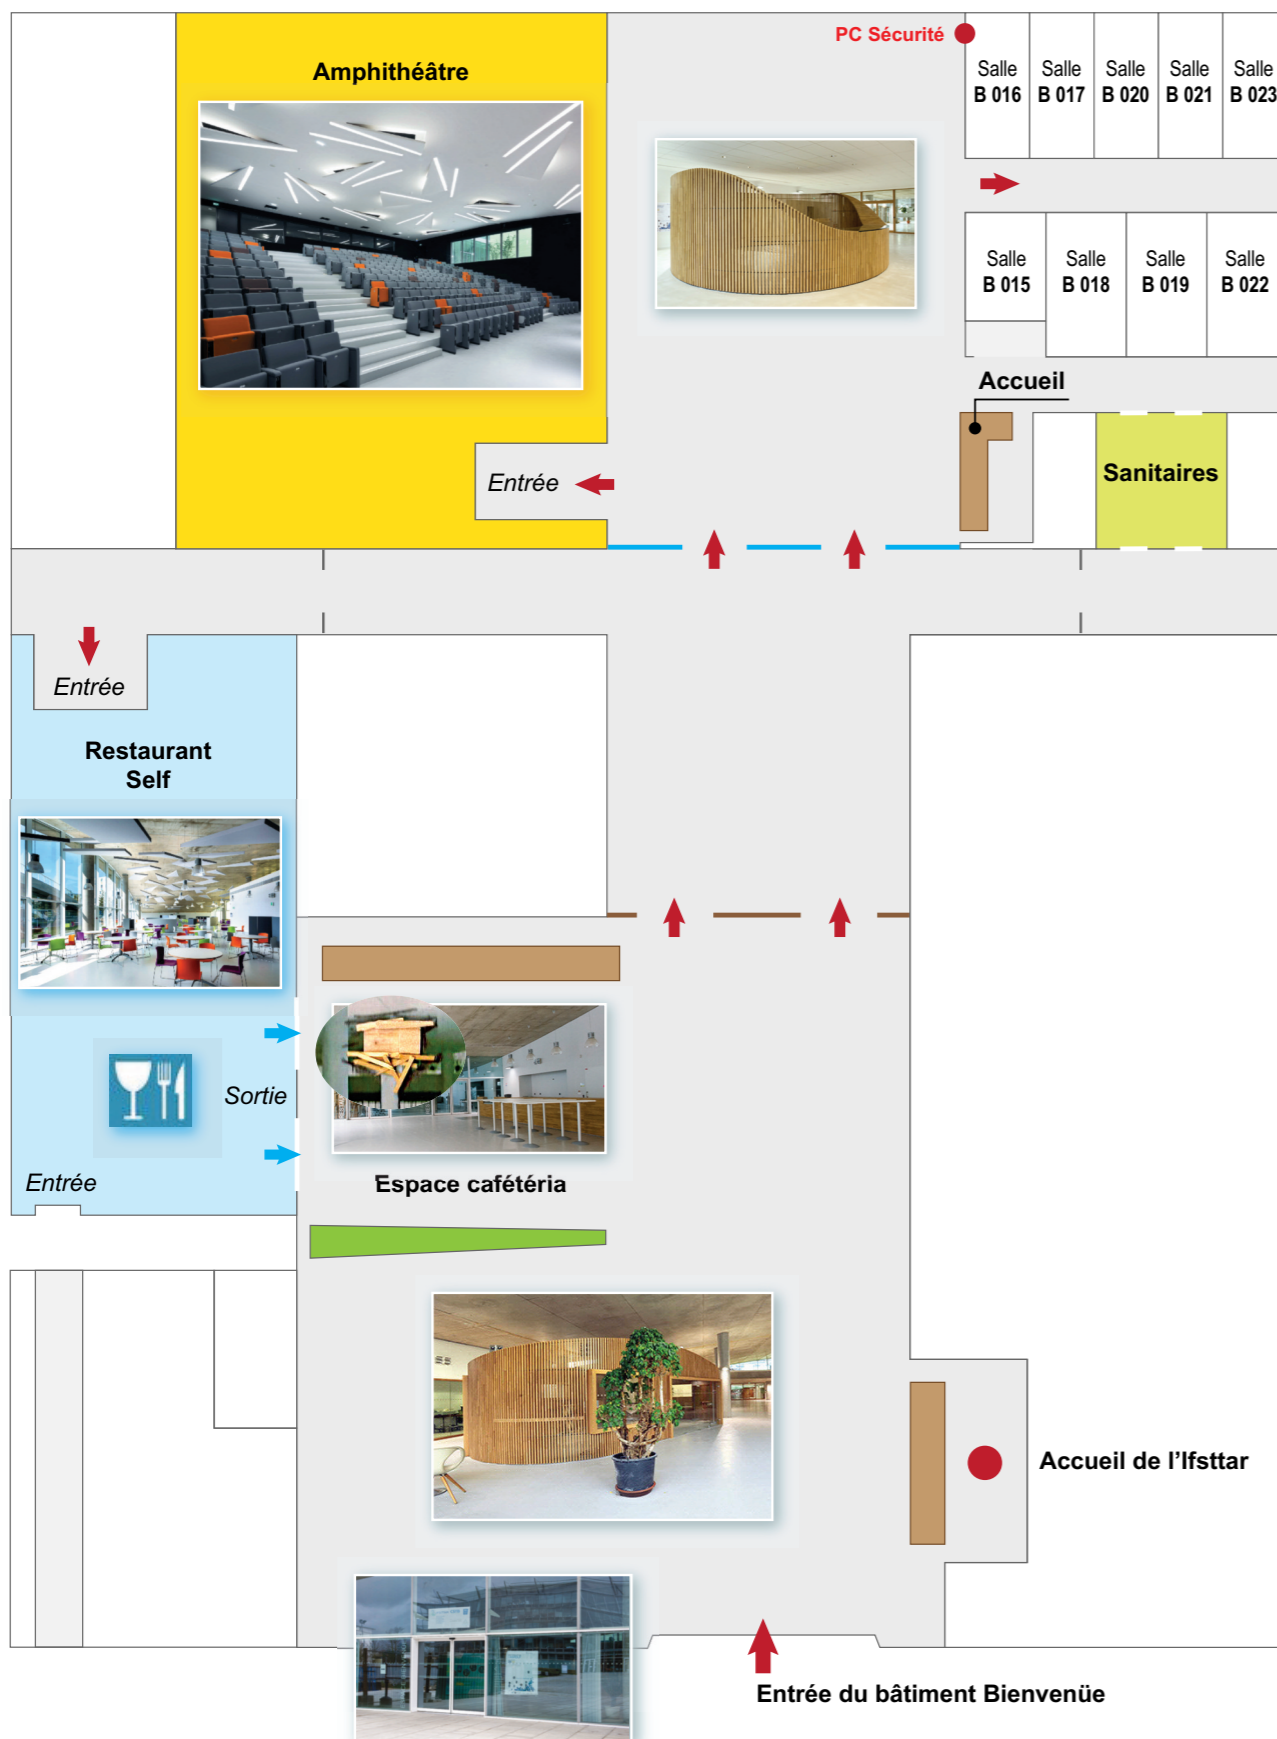 PC Sécurité
Amphithéâtre
Salle
B 016
Salle
B 017
Salle
B 020
Salle
B 021
Salle
B 023
Salle
B 015
Salle
B 018
Salle
B 019
Salle
B 022
Accueil
Sanitaires
Entrée
Entrée
Restaurant
Self
Sortie
Entrée
Espace cafétéria
Accueil de l'Ifsttar
Entrée du bâtiment Bienvenüe